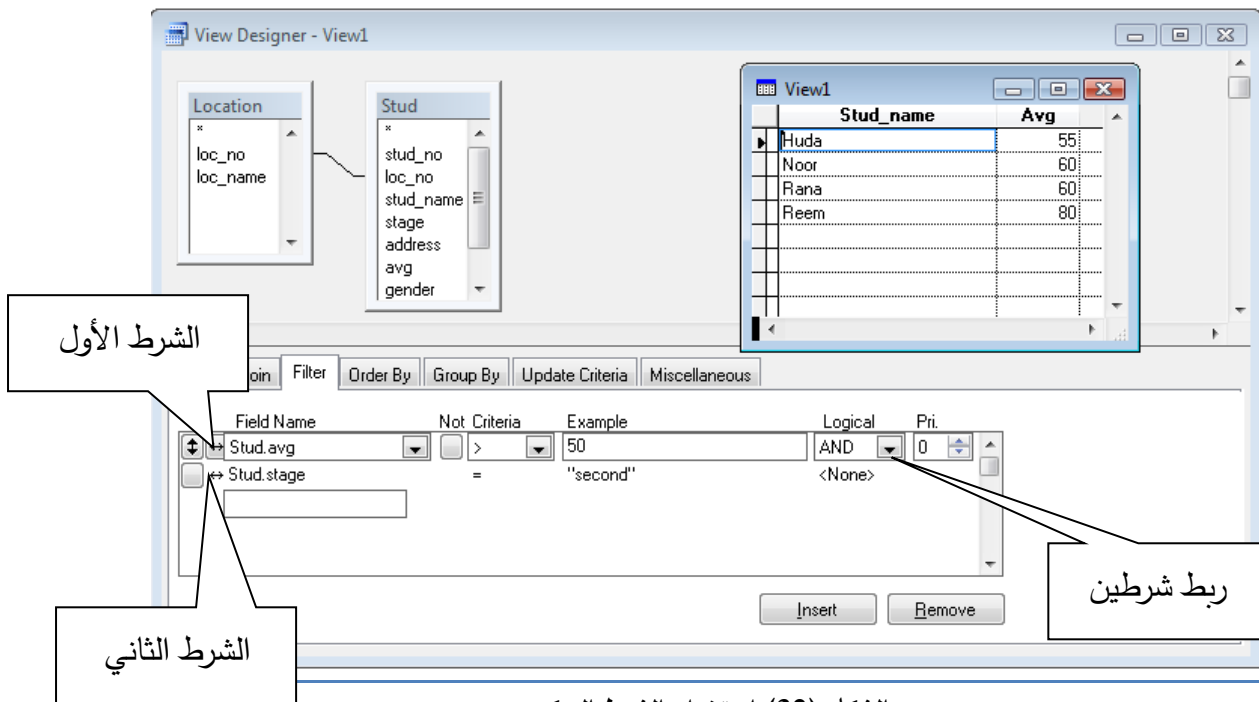 View Designer - View1
Location
*
loc_no
loc_name
Stud
*
stud_no
loc_no
stud_name
stage
address
avg
gender
View1
Stud_name Avg
Huda 55
Noor 60
Rana 60
Reem 80
الشرط الأول
oin Filter Order By Group By Update Criteria Miscellaneous
Field Name Not Criteria Example Logical Pri.
Stud.avg > 50 AND 0
Stud.stage = "second" <None>
ربط شرطين
Insert Remove
الشرط الثاني